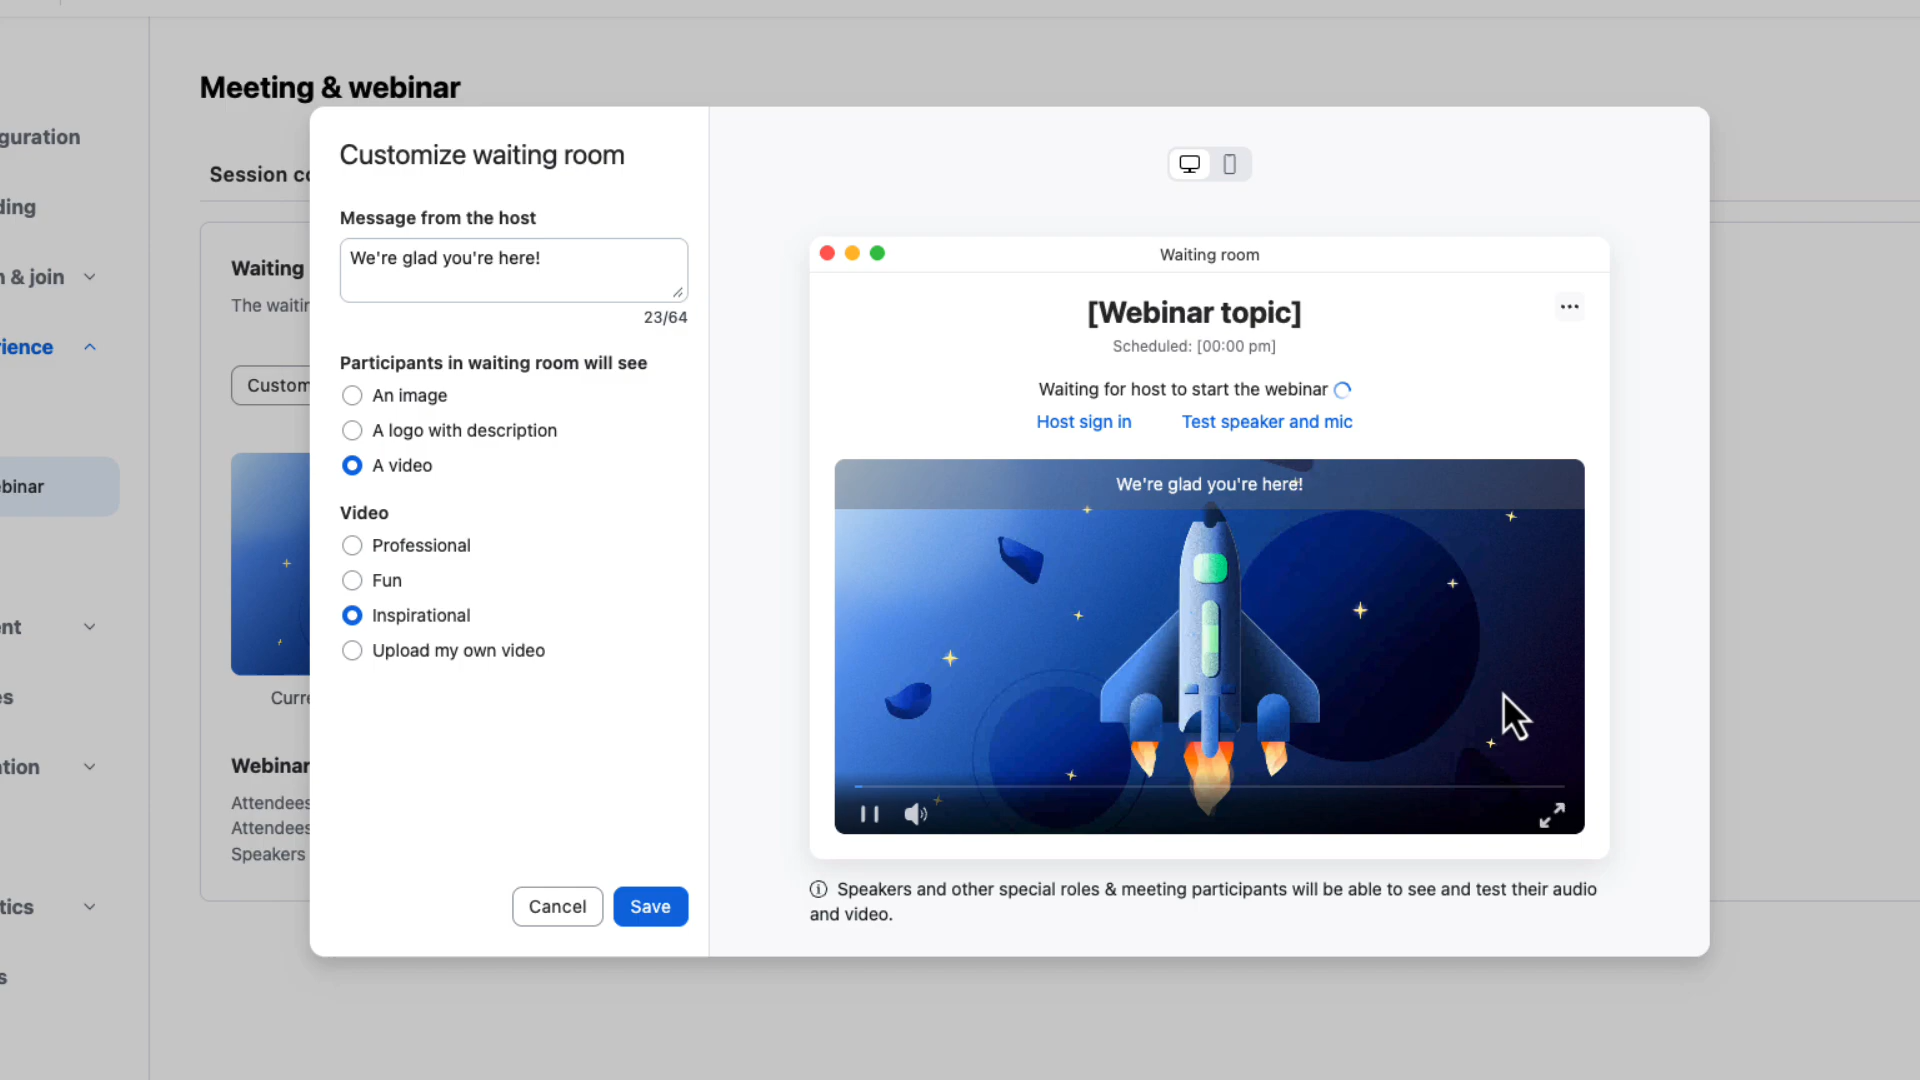 Meeting & webinar
guration
Session
ding
n & join
ience
ebinar
nt
es
ation
tics
s
Waiting
The
Custom
Curre
Webinar
Attendees
Attendees
Speakers
Customize waiting room
Message from the host
We're glad you're here!
23/64
Participants in waiting room will see
An image
A logo with description
A video
Video
Professional
Fun
Inspirational
Upload my own video
Cancel
Save
Waiting room
[Webinar topic]
Scheduled: [00:00 pm]
Waiting for host to start the webinar
Host sign in
Test speaker and mic
We're glad you're here!
Speakers and other special roles & meeting participants will be able to see and test their audio
and video.